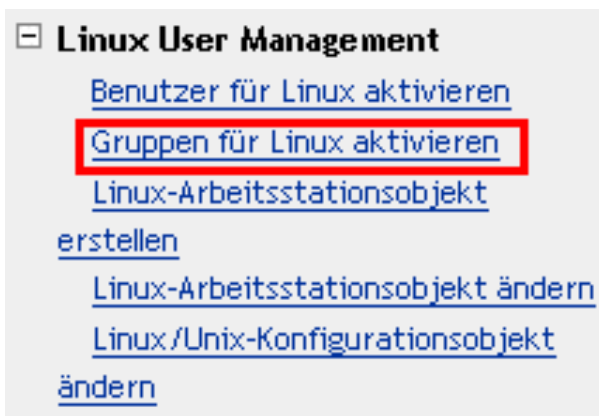 Linux User Management
Benutzer für Linux aktivieren
Gruppen für Linux aktivieren
Linux-Arbeitsstationsobjekt
erstellen
Linux-Arbeitsstationsobjekt ändern
Linux/Unix-Konfigurationsobjekt
ändern